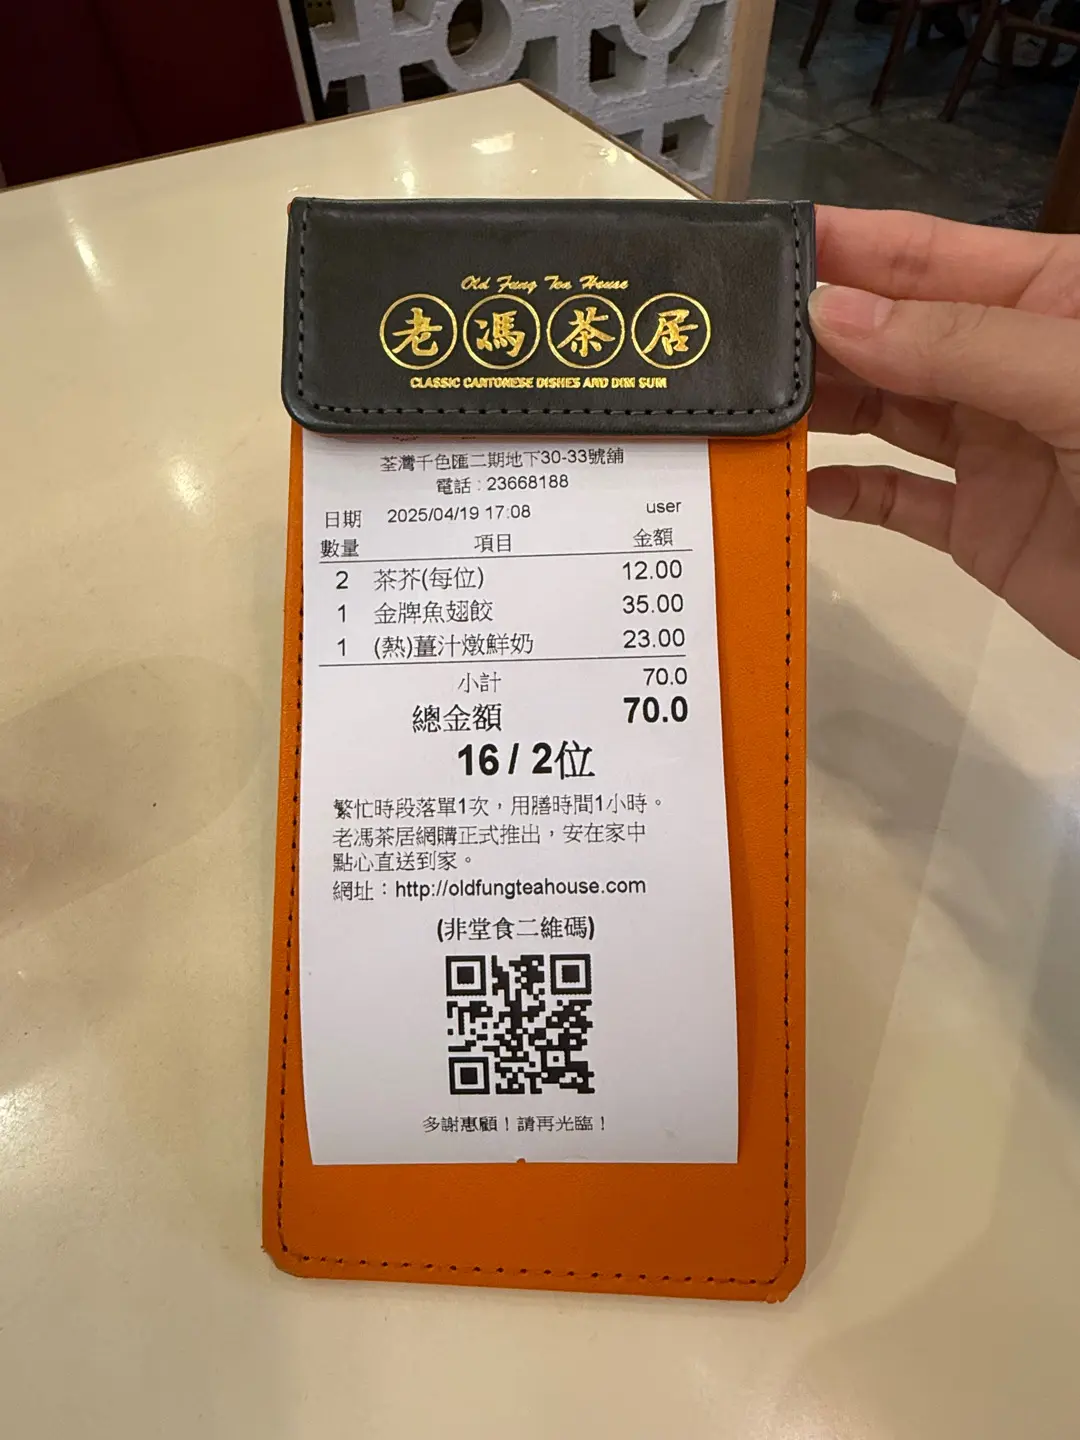 Old Fung Tea House
老馮茶居
CLASSIC CANTONESE DISHES AND DIM SUM
荃灣千色匯二期地下30-33號舖
電話 : 23668188
日期 2025/04/19 17:08 user
數量 項目 金額
2 茶芥(每位) 12.00
1 金牌魚翅餃 35.00
1 (熱)薑汁燉鮮奶 23.00
小計 70.0
總金額 70.0
16 / 2位
繁忙時段落單1次，用膳時間1小時。
老馮茶居網購正式推出，安在家中
點心直送到家。
網址：http://oldfungteahouse.com
(非堂食二維碼)
多謝惠顧！請再光臨！